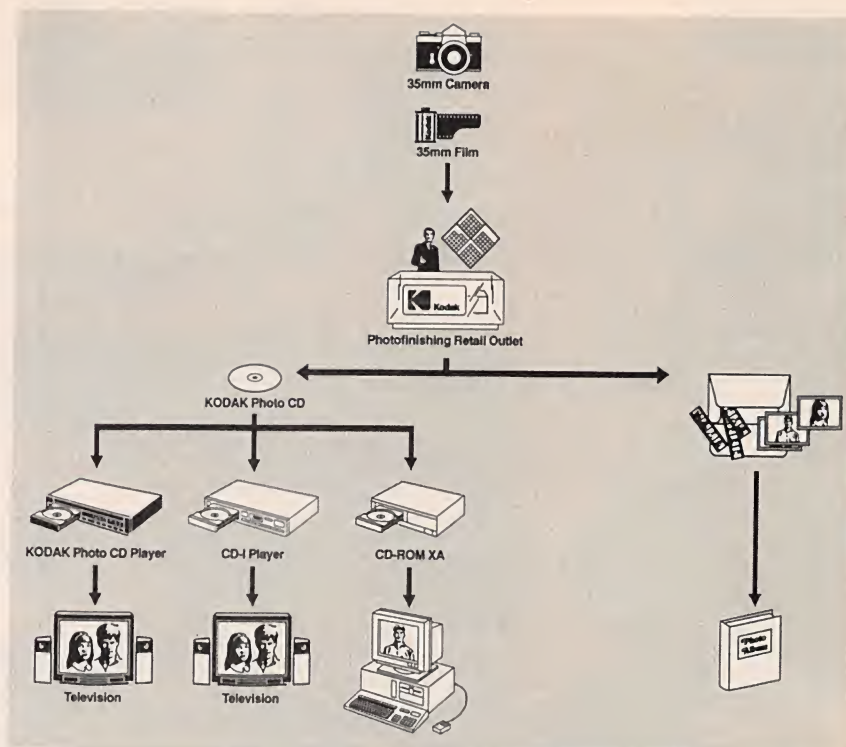 35mm Camera
35mm Film
Kodak
Photofinishing Retail Outlet
KODAK Photo CD
KODAK Photo CD Player
CD-I Player
CD-ROM XA
Television
Television
Photo
Album